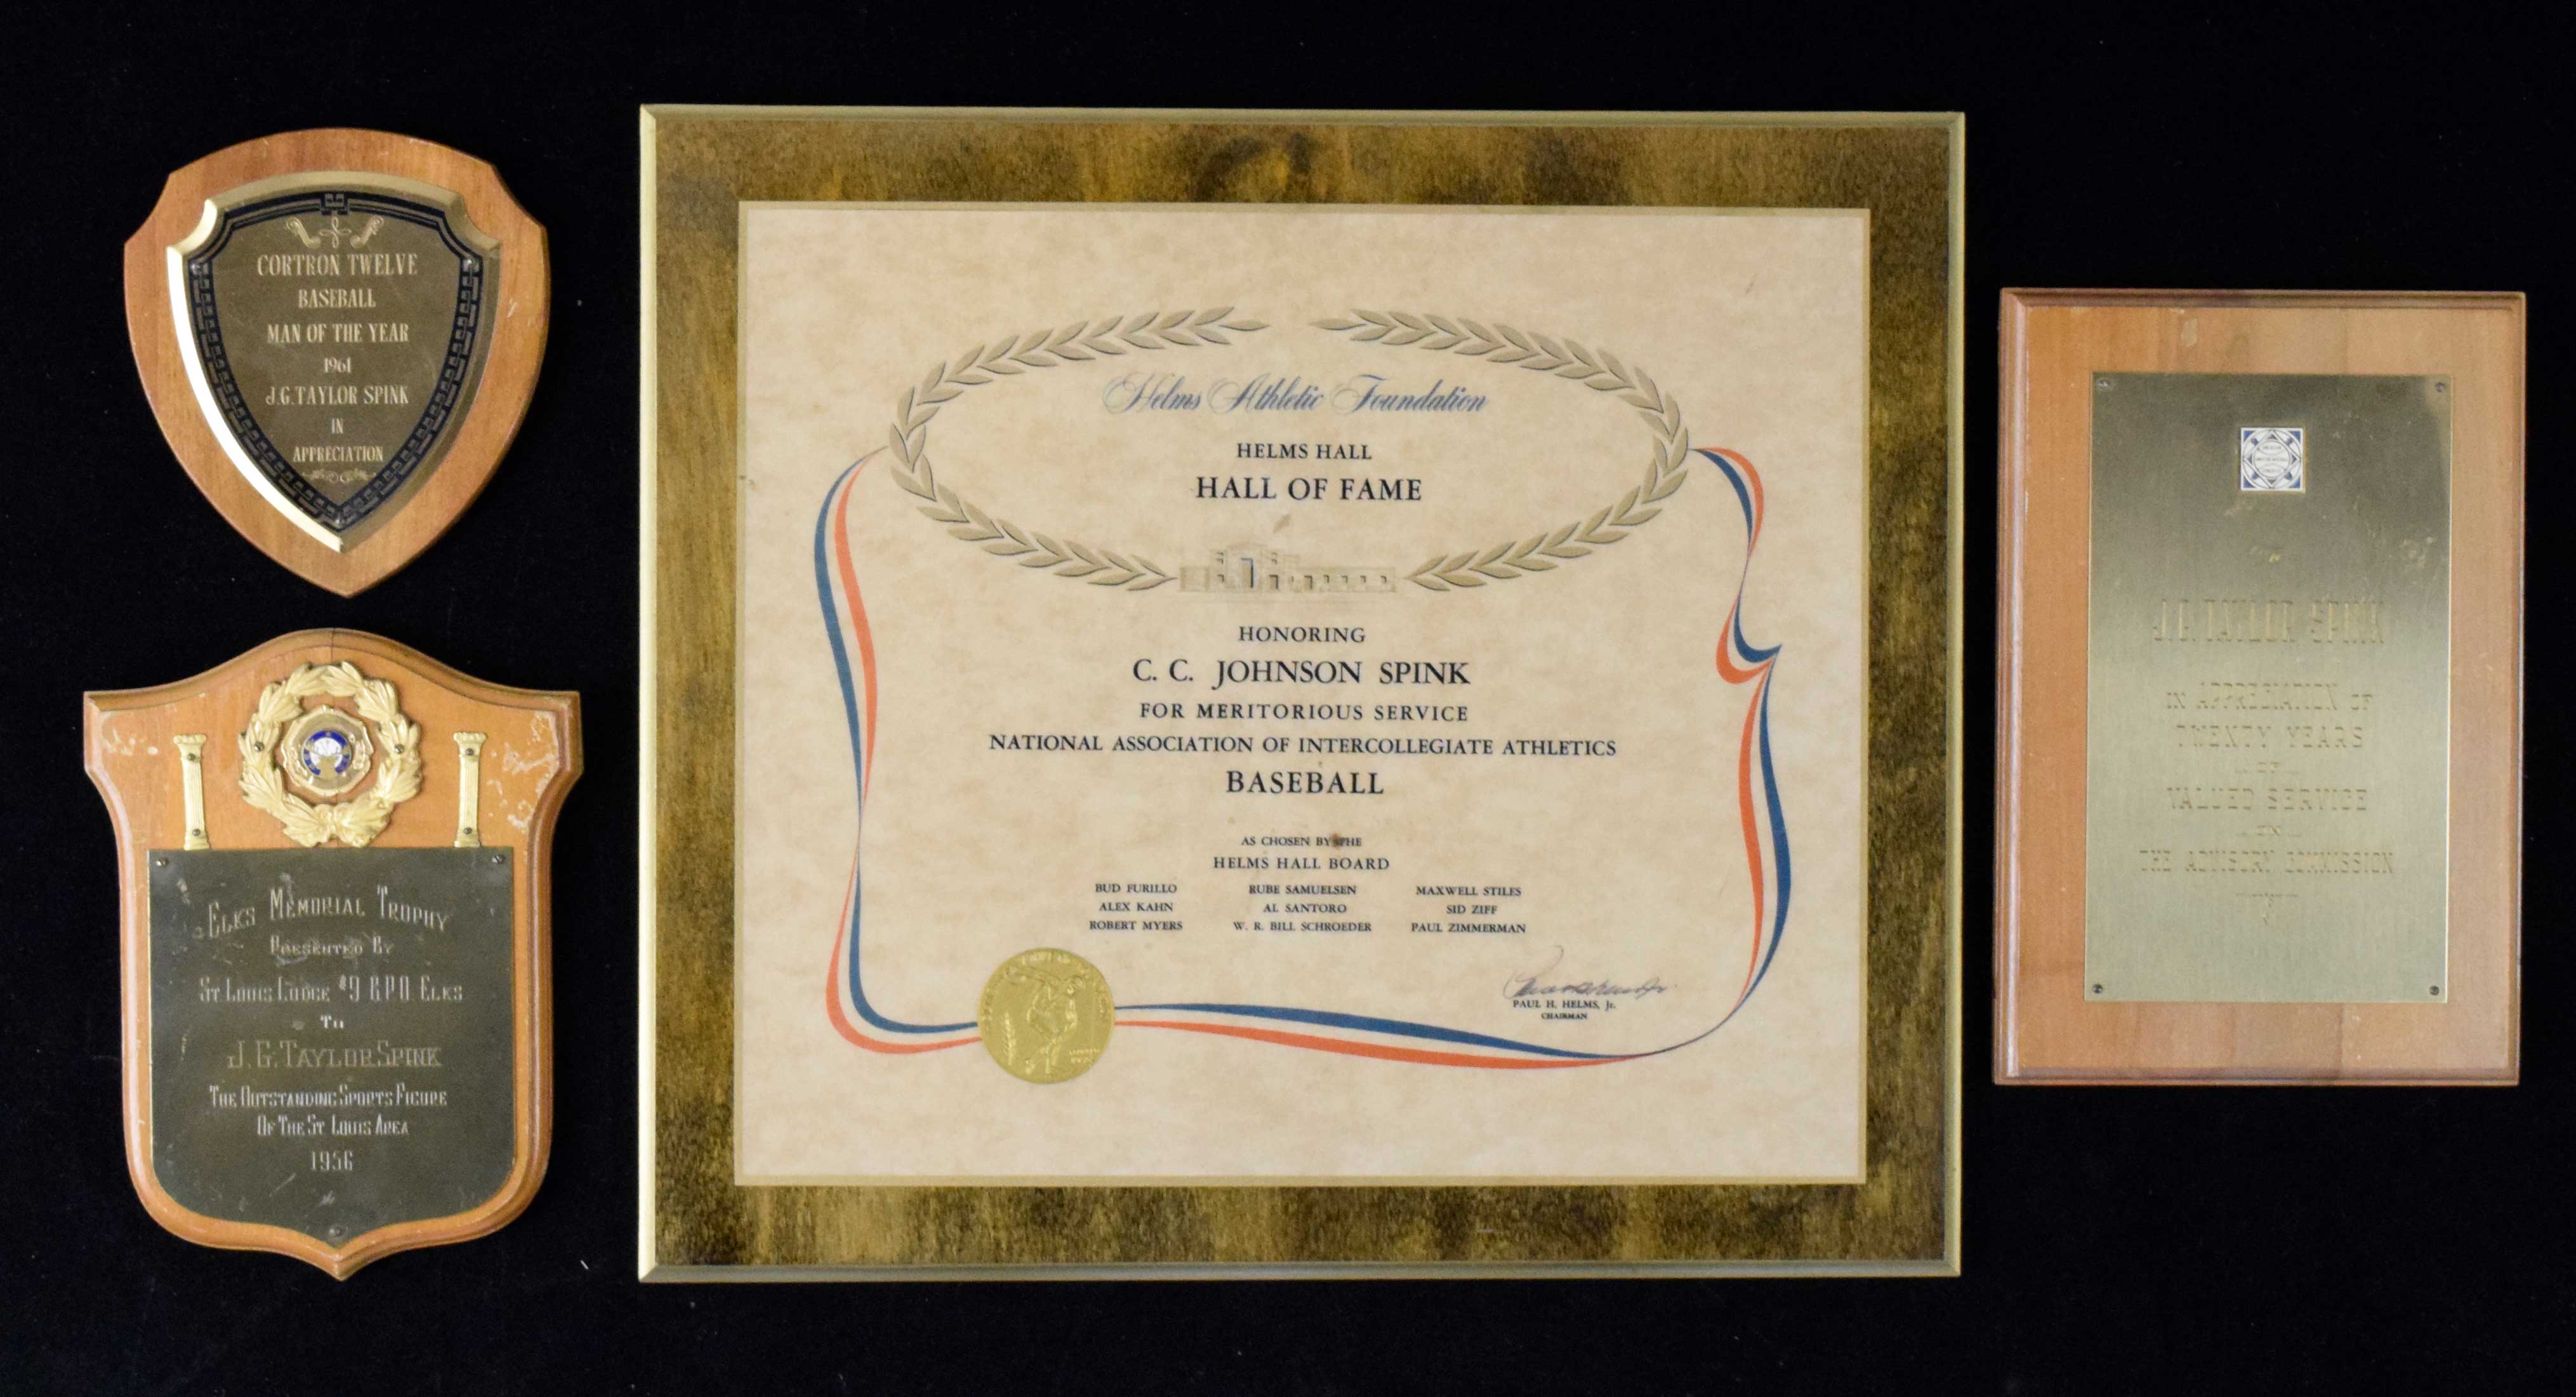 CORTRON TWELVE
BASEBALL
MAN OF THE YEAR
1961
J.G. TAYLOR SPINK
IN
APPRECIATION
ELKS MEMORIAL TROPHY
PRESENTED BY
ST. LOUIS LODGE #9 B.P.O. ELKS
TO
J. G. TAYLOR SPINK
THE OUTSTANDING SPORTS FIGURE
OF THE ST LOUIS AREA
1956
Helms Athletic Foundation
HELMS HALL
HALL OF FAME
HONORING
C. C. JOHNSON SPINK
FOR MERITORIOUS SERVICE
NATIONAL ASSOCIATION OF INTERCOLLEGIATE ATHLETICS
BASEBALL
AS CHOSEN BY THE
HELMS HALL BOARD
BUD FURILLO RUBE SAMUELSEN MAXWELL STILES
ALEX KAHN AL SANTORO SID ZIFF
ROBERT MYERS W. R. BILL SCHROEDER PAUL ZIMMERMAN
PAUL H. HELMS, Jr.
CHAIRMAN
J. G. TAYLOR SPINK
IN APPRECIATION OF
TWENTY YEARS
OF
VALUED SERVICE
ON
THE ADVISORY COMMISSION